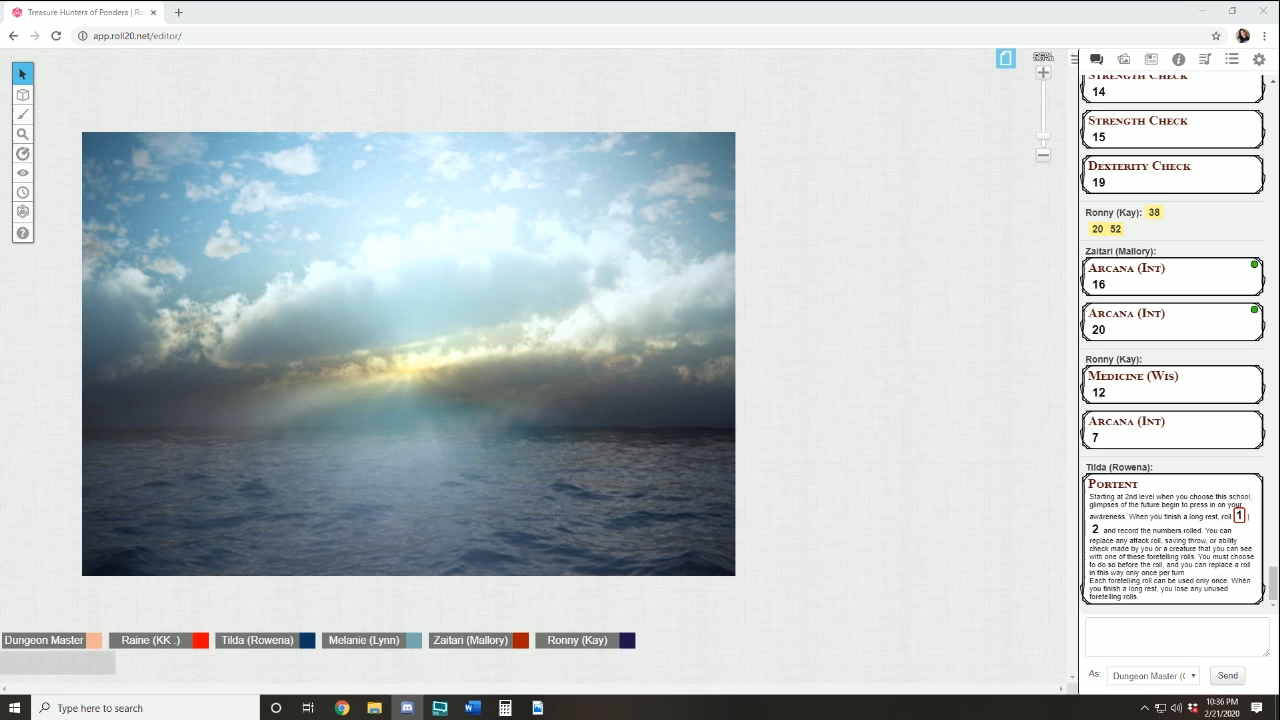 Treasure Hunters of Pondera | Ro
app.roll20.net/editor/
STRENGTH CHECK
14
STRENGTH CHECK
15
DEXTERITY CHECK
19
Ronny (Kay): 38
20 52
Zaitari (Mallory):
ARCANA (INT)
16
ARCANA (INT)
20
Ronny (Kay):
MEDICINE (WIS)
12
ARCANA (INT)
7
Tilda (Rowena):
PORTENT
Starting at 2nd level when you choose this school,
glimpses of the future begin to press in on your
awareness. When you finish a long rest, roll 1 |
2 and record the numbers rolled. You can
replace any attack roll, saving throw, or ability
check made by you or a creature that you can see
with one of these foretelling rolls. You must choose
to do so before the roll, and you can replace a roll
in this way only once per turn.
Each foretelling roll can be used only once. When
you finish a long rest, you lose any unused
foretelling rolls.
Dungeon Master Raine (KK .) Tilda (Rowena) Melanie (Lynn) Zaitari (Mallory) Ronny (Kay)
As: Dungeon Master (G Send
Type here to search
10:36 PM
2/21/2020